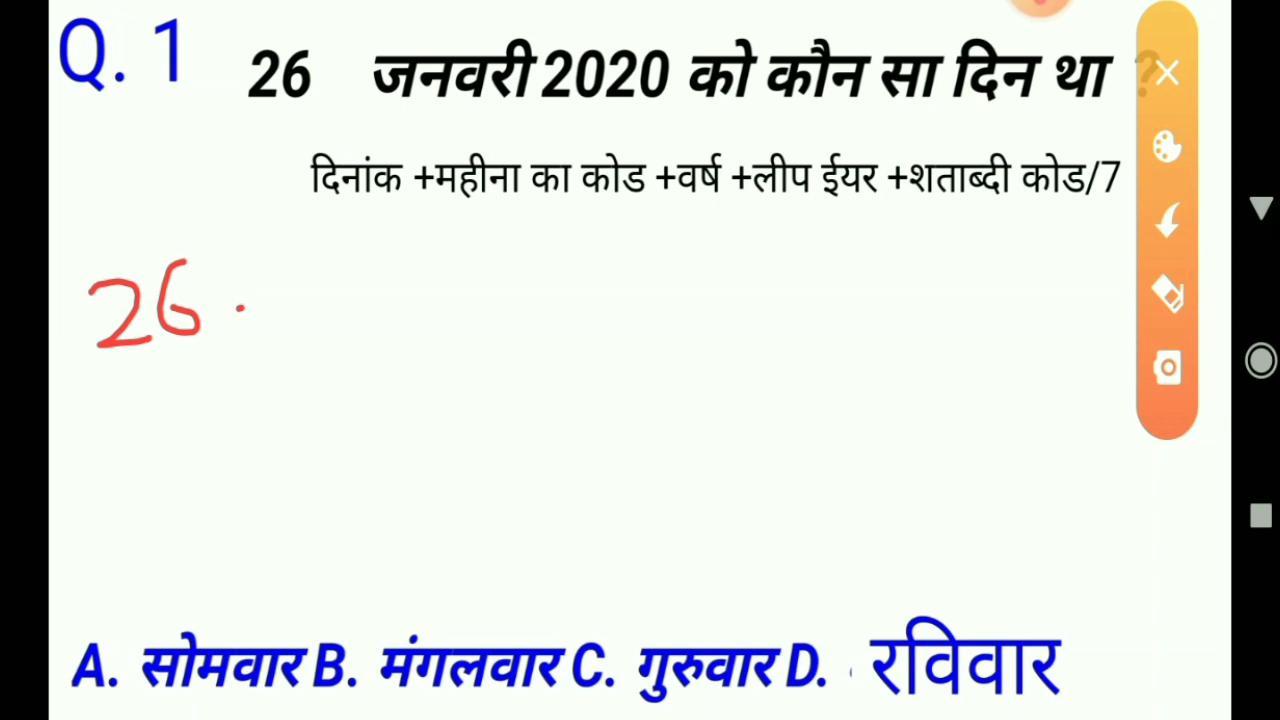 Q. 1 26 जनवरी 2020 को कौन सा दिन था ?
दिनांक +महीना का कोड +वर्ष +लीप ईयर +शताब्दी कोड/7
26 .
A. सोमवार B. मंगलवार C. गुरुवार D. रविवार